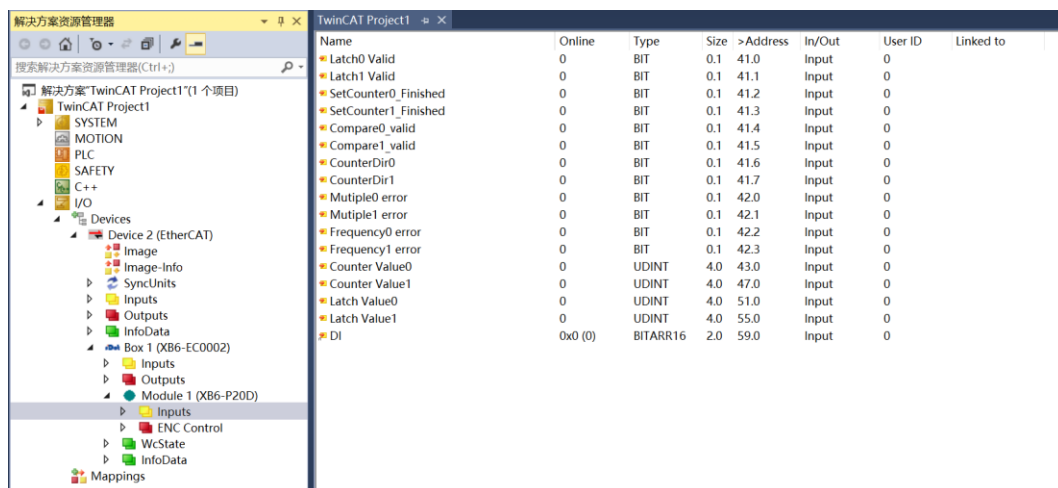 解决方案资源管理器
搜索解决方案资源管理器(Ctrl+;)
解决方案"TwinCAT Project1"(1 个项目)
TwinCAT Project1
SYSTEM
MOTION
PLC
SAFETY
C++
I/O
Devices
Device 2 (EtherCAT)
Image
Image-Info
SyncUnits
Inputs
Outputs
InfoData
Box 1 (XB6-EC0002)
Inputs
Outputs
Module 1 (XB6-P20D)
Inputs
ENC Control
WcState
InfoData
Mappings
TwinCAT Project1
Name Online Type Size >Address In/Out User ID Linked to
Latch0 Valid 0 BIT 0.1 41.0 Input 0
Latch1 Valid 0 BIT 0.1 41.1 Input 0
SetCounter0_Finished 0 BIT 0.1 41.2 Input 0
SetCounter1_Finished 0 BIT 0.1 41.3 Input 0
Compare0_valid 0 BIT 0.1 41.4 Input 0
Compare1_valid 0 BIT 0.1 41.5 Input 0
CounterDir0 0 BIT 0.1 41.6 Input 0
CounterDir1 0 BIT 0.1 41.7 Input 0
Mutiple0 error 0 BIT 0.1 42.0 Input 0
Mutiple1 error 0 BIT 0.1 42.1 Input 0
Frequency0 error 0 BIT 0.1 42.2 Input 0
Frequency1 error 0 BIT 0.1 42.3 Input 0
Counter Value0 0 UDINT 4.0 43.0 Input 0
Counter Value1 0 UDINT 4.0 47.0 Input 0
Latch Value0 0 UDINT 4.0 51.0 Input 0
Latch Value1 0 UDINT 4.0 55.0 Input 0
DI 0x0 (0) BITARR16 2.0 59.0 Input 0